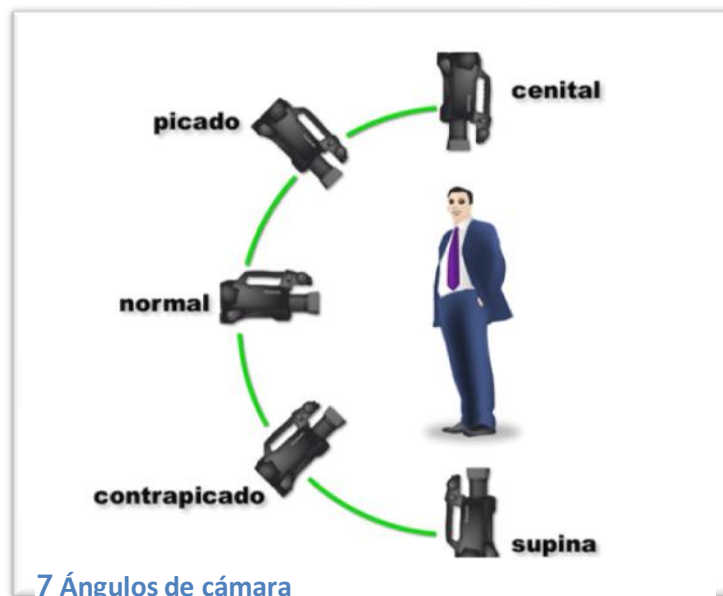 cenital
picado
normal
contrapicado
supina
7 Ángulos de cámara